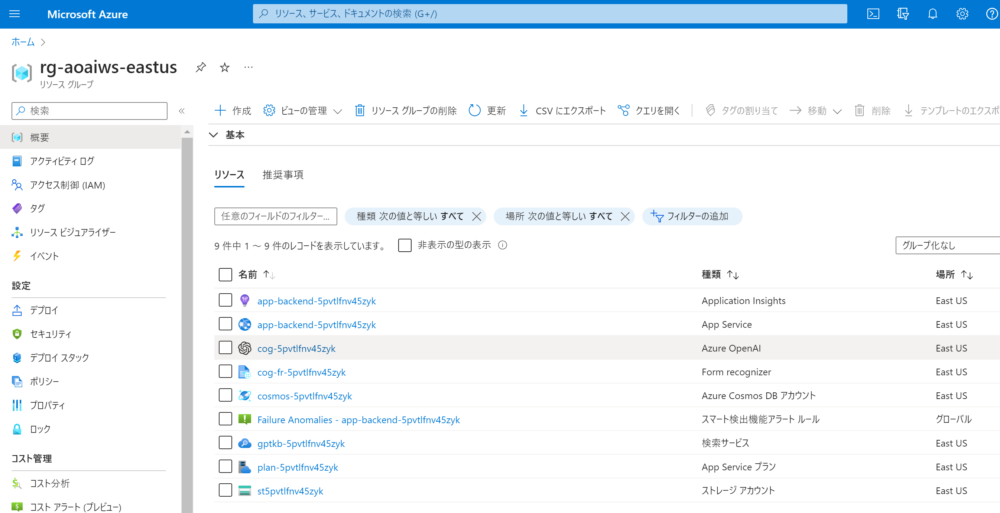 Microsoft Azure
リソース、サービス、ドキュメントの検索 (G+/)
ホーム
rg-aoaiws-eastus
リソース グループ
検索
作成 ビューの管理 リソース グループの削除 更新 CSV にエクスポート クエリを開く タグの割り当て 移動 削除 テンプレートのエクスポ
概要
アクティビティ ログ
アクセス制御 (IAM)
タグ
リソース ビジュアライザー
イベント
設定
デプロイ
セキュリティ
デプロイ スタック
ポリシー
プロパティ
ロック
コスト管理
コスト分析
コスト アラート (プレビュー)
基本
リソース 推奨事項
任意のフィールドのフィルター... 種類 次の値と等しい すべて 場所 次の値と等しい すべて フィルターの追加
9 件中 1 ～ 9 件のレコードを表示しています。 非表示の型の表示 グループ化なし
名前 種類 場所
app-backend-5pvtlfnv45zyk Application Insights East US
app-backend-5pvtlfnv45zyk App Service East US
cog-5pvtlfnv45zyk Azure OpenAI East US
cog-fr-5pvtlfnv45zyk Form recognizer East US
cosmos-5pvtlfnv45zyk Azure Cosmos DB アカウント East US
Failure Anomalies - app-backend-5pvtlfnv45zyk スマート検出機能アラート ルール グローバル
gptkb-5pvtlfnv45zyk 検索サービス East US
plan-5pvtlfnv45zyk App Service プラン East US
st5pvtlfnv45zyk ストレージ アカウント East US